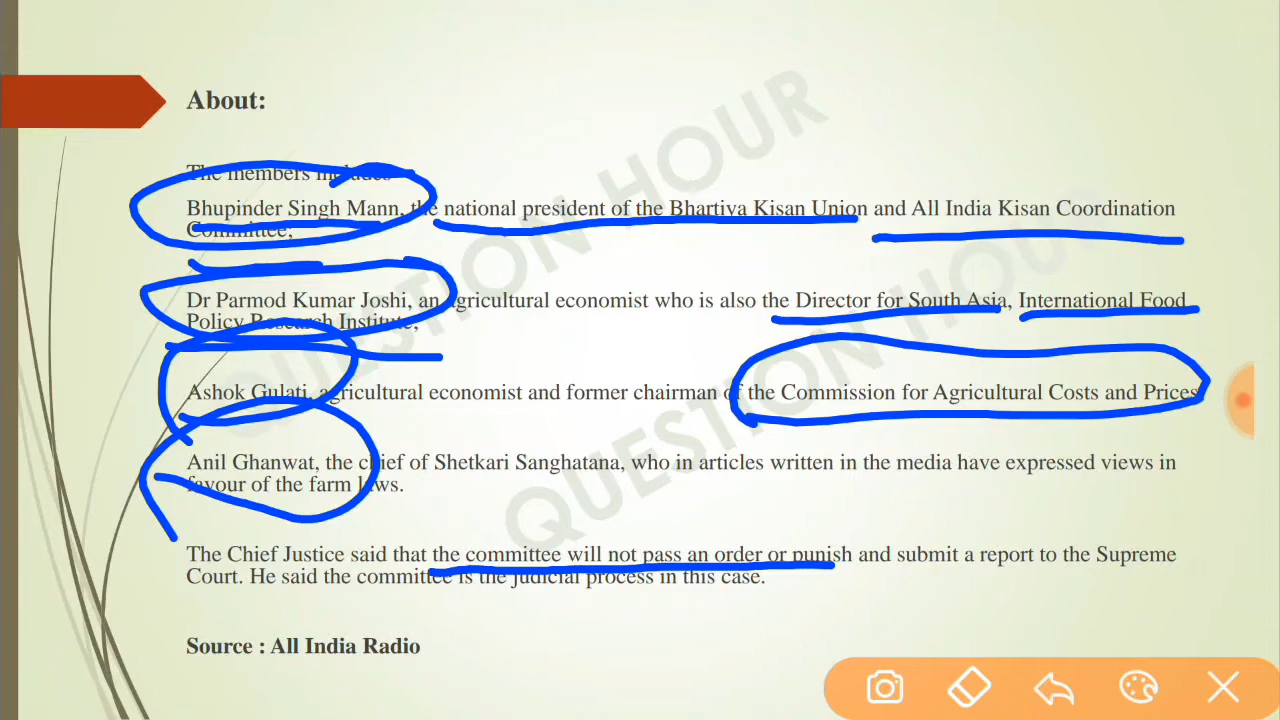 About:
The members includes
Bhupinder Singh Mann, the national president of the Bhartiya Kisan Union and All India Kisan Coordination
Committee,
Dr Parmod Kumar Joshi, an agricultural economist who is also the Director for South Asia, International Food
Policy Research Institute,
Ashok Gulati, agricultural economist and former chairman of the Commission for Agricultural Costs and Prices
Anil Ghanwat, the chief of Shetkari Sanghatana, who in articles written in the media have expressed views in
favour of the farm laws.
The Chief Justice said that the committee will not pass an order or punish and submit a report to the Supreme
Court. He said the committee is the judicial process in this case.
Source : All India Radio
QUESTION HOUR
QUESTION HOUR